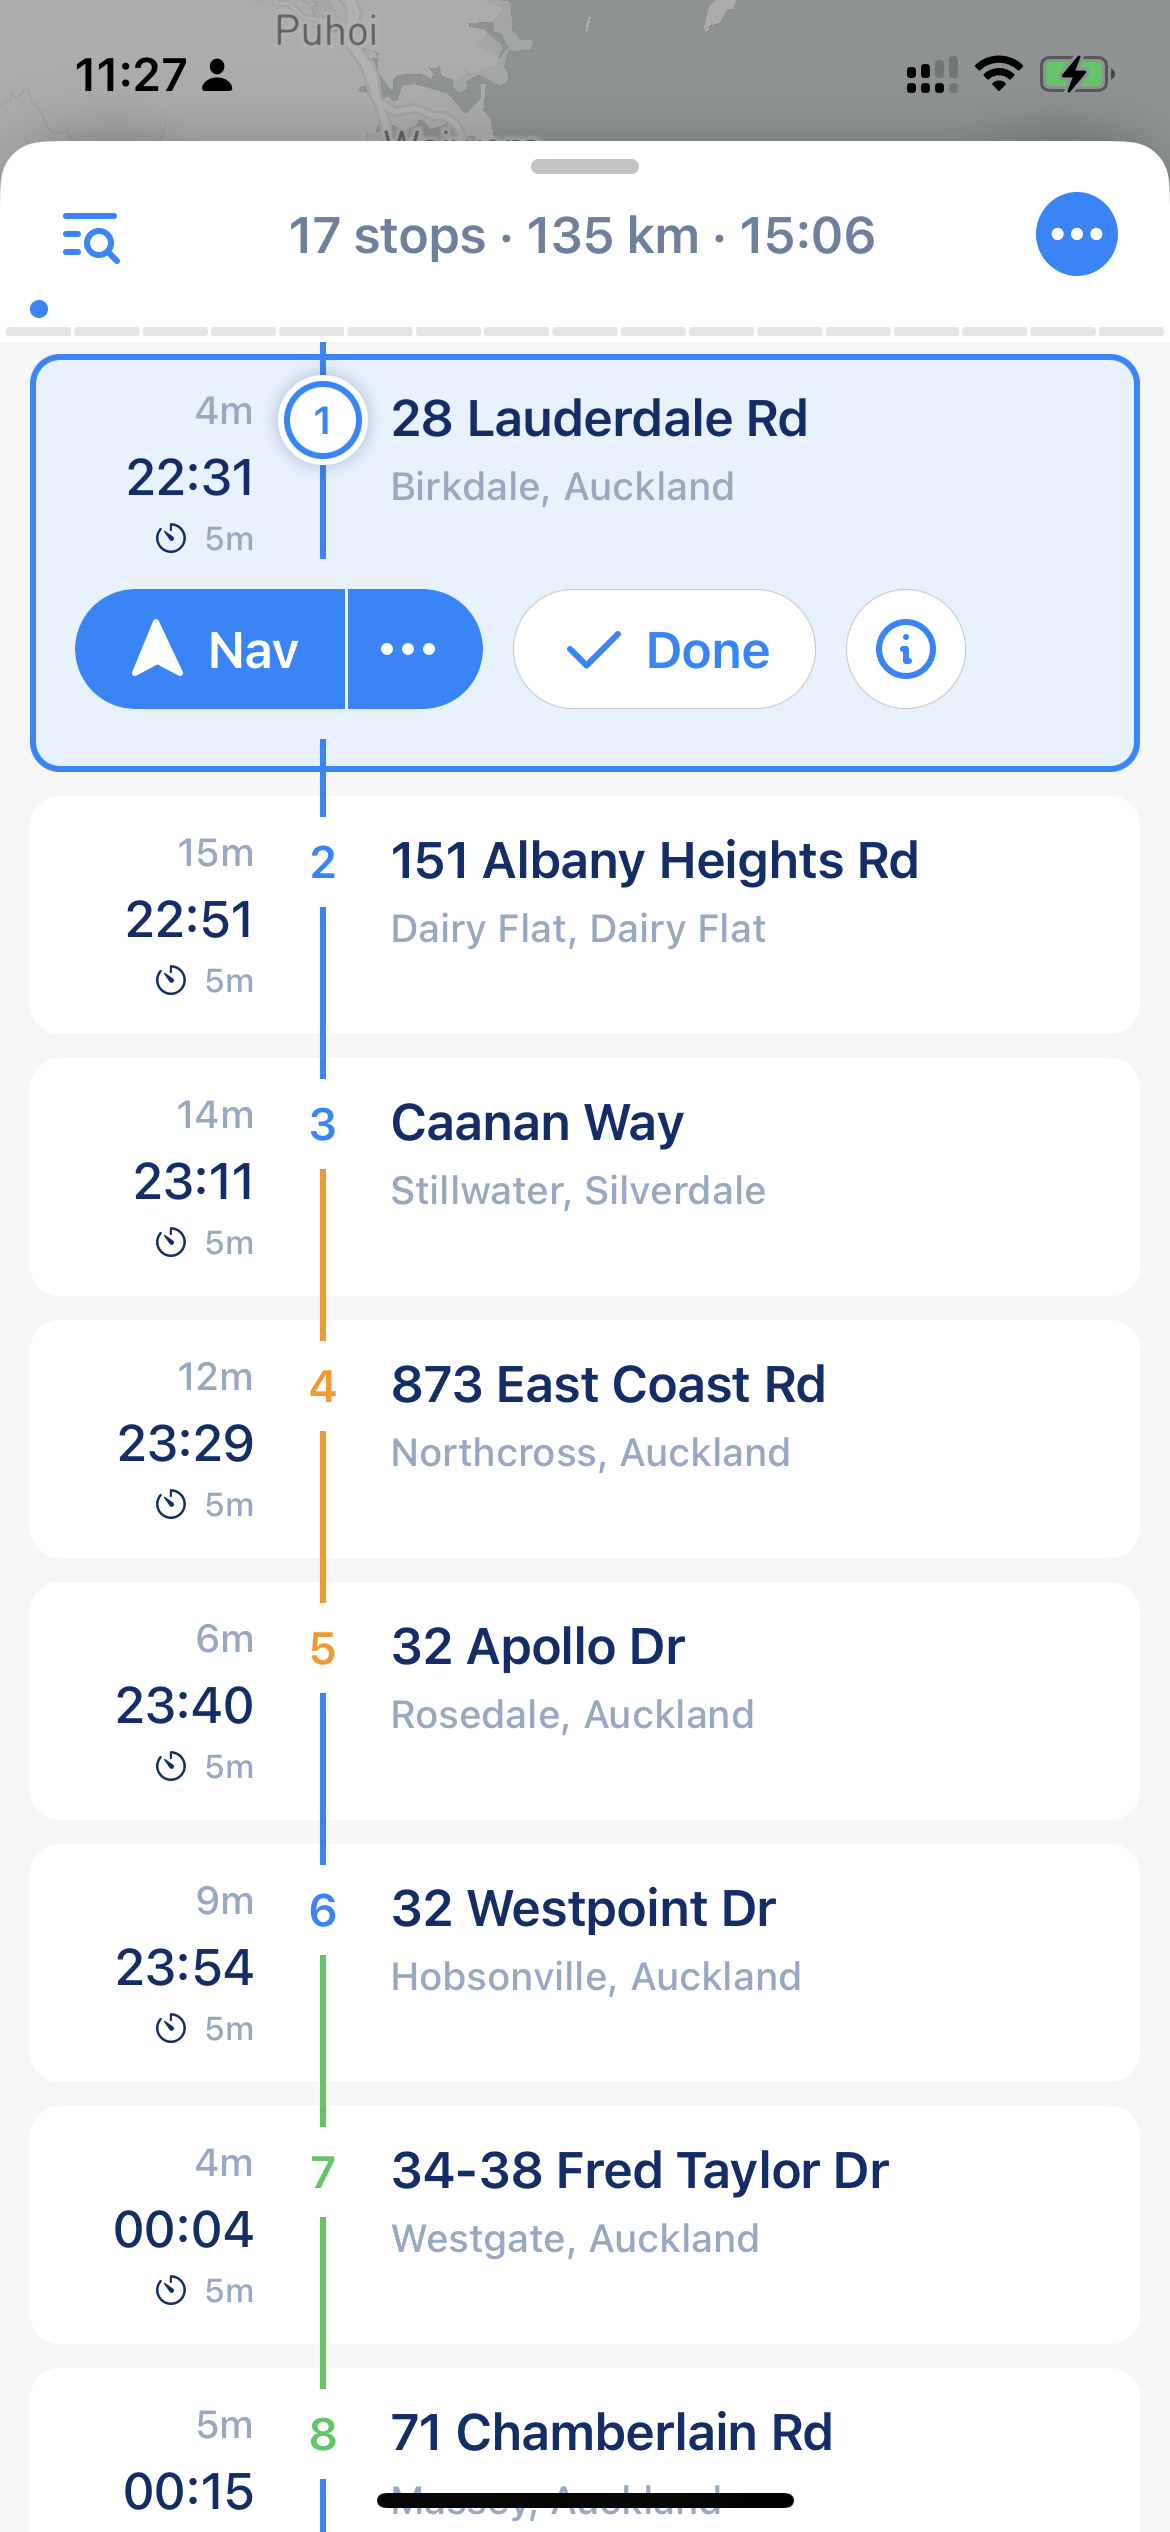 Puhoi
11:27
17 stops · 135 km · 15:06
4m
1
28 Lauderdale Rd
22:31
Birkdale, Auckland
5m
Nav
Done
15m
2
151 Albany Heights Rd
22:51
Dairy Flat, Dairy Flat
5m
14m
3
Caanan Way
23:11
Stillwater, Silverdale
5m
12m
4
873 East Coast Rd
23:29
Northcross, Auckland
5m
6m
5
32 Apollo Dr
23:40
Rosedale, Auckland
5m
9m
6
32 Westpoint Dr
23:54
Hobsonville, Auckland
5m
4m
7
34-38 Fred Taylor Dr
00:04
Westgate, Auckland
5m
5m
8
71 Chamberlain Rd
00:15
Massey, Auckland